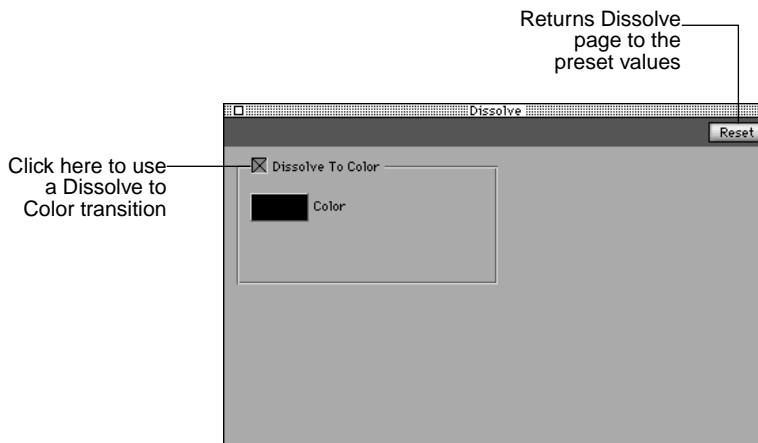 Returns Dissolve
page to the
preset values
Dissolve
Reset
Click here to use
a Dissolve to
Color transition
Dissolve To Color
Color